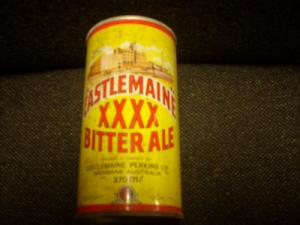 CASTLEMAINE
XXXX
BITTER ALE
CASTLEMAINE PERKINS LTD.
BRISBANE AUSTRALIA
370 ml